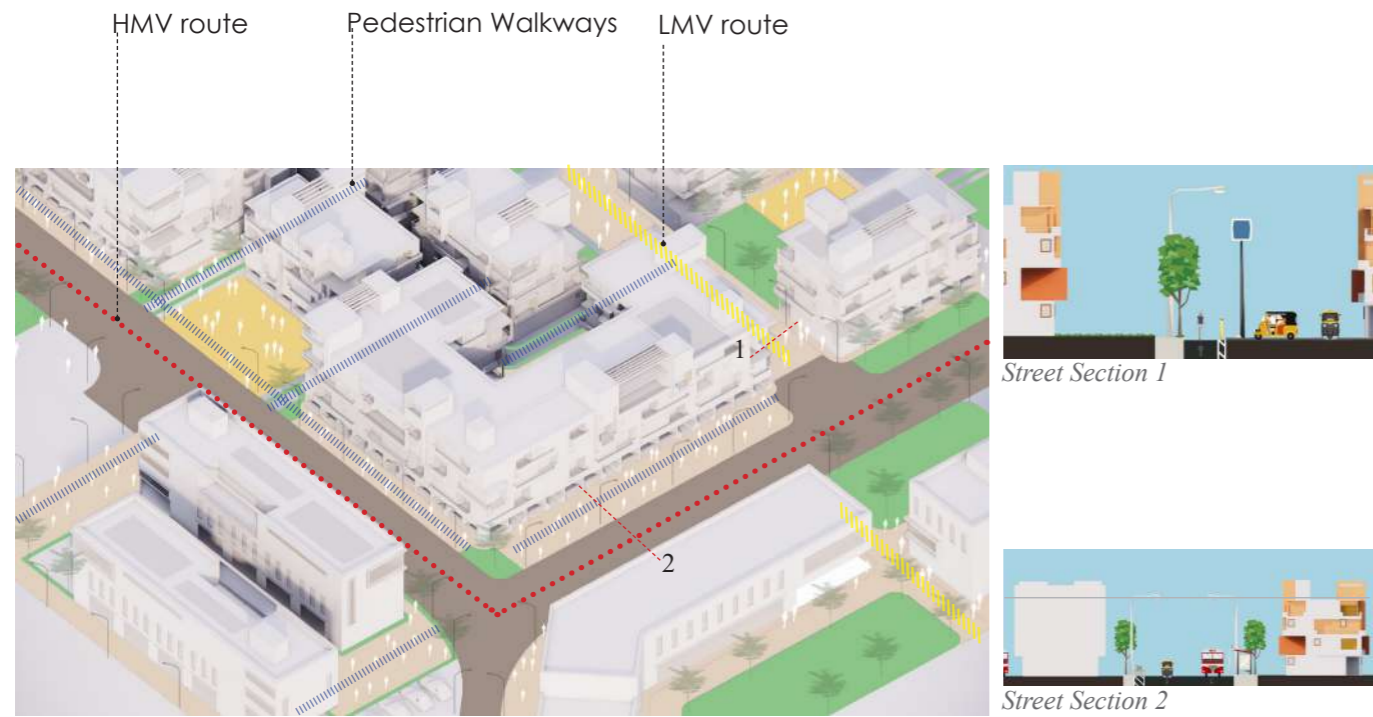 HMV route
Pedestrian Walkways
LMV route
1
2
Street Section 1
Street Section 2